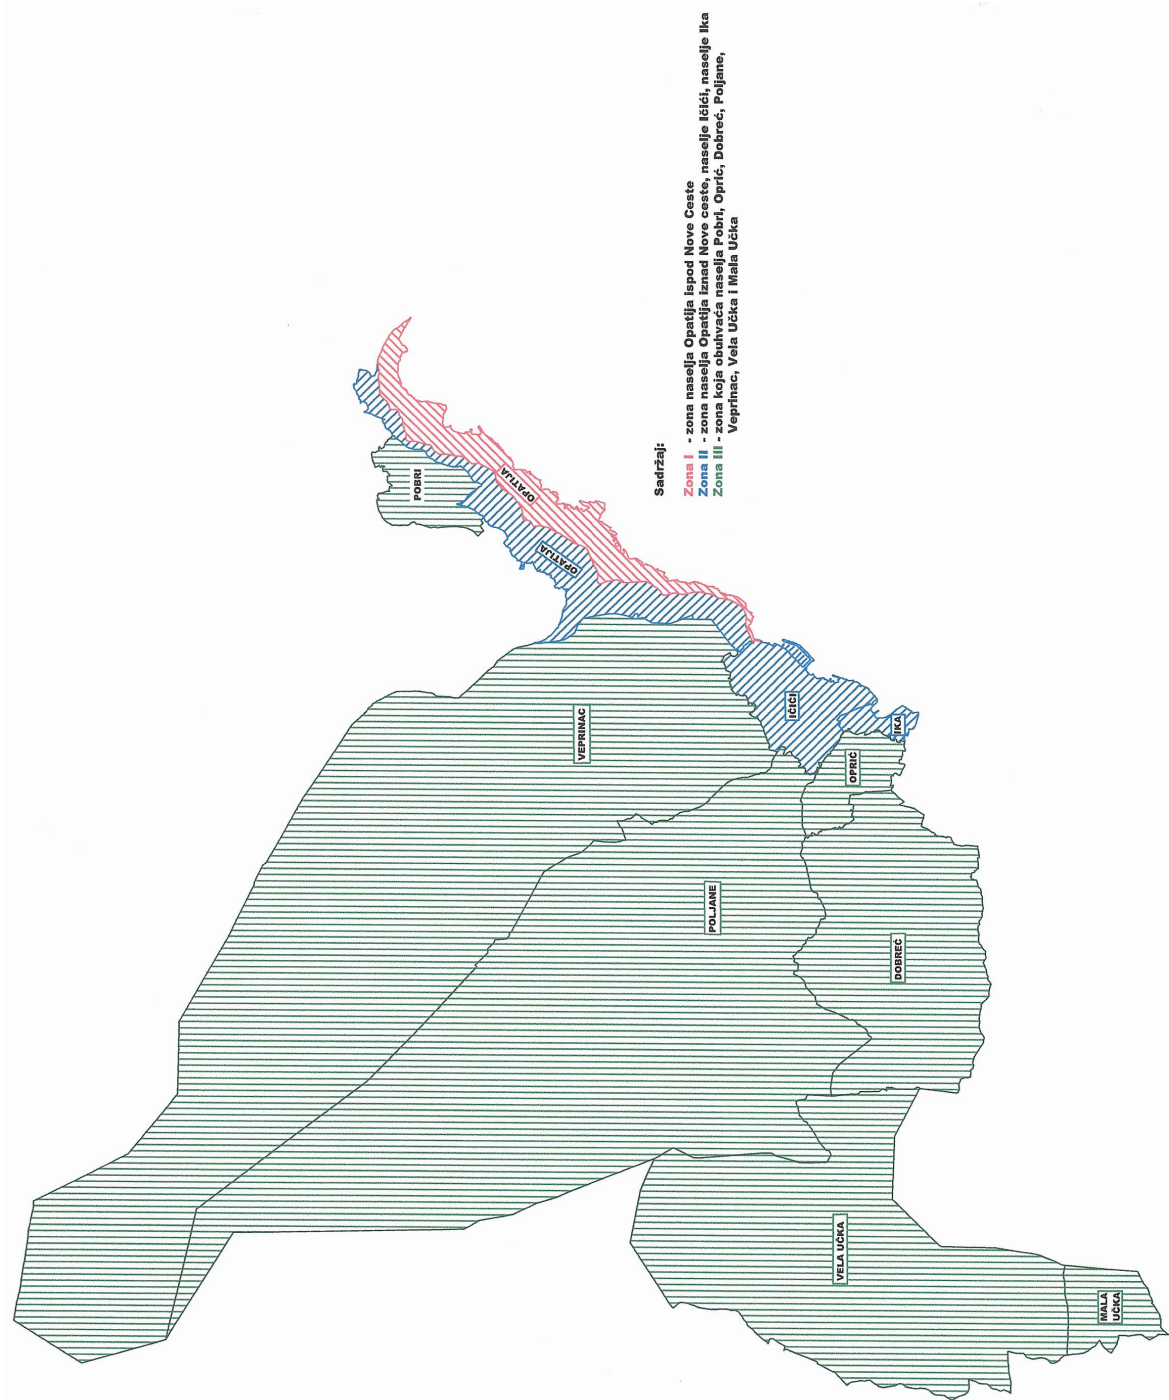 Sadržaj:
Zona I - zona naselja Opatija ispod Nove Ceste
Zona II - zona naselja Opatija iznad Nove ceste, naselje Ičići, naselje Ika
Zona III - zona koja obuhvaća naselja Pobri, Oprić, Dobreć, Poljane,
Veprinac, Vela Učka i Mala Učka
POBRI
OPATIJA
OPATIJA
VEPRINAC
IČIĆI
IKA
OPRIĆ
POLJANE
DOBREĆ
VELA UČKA
MALA
UČKA